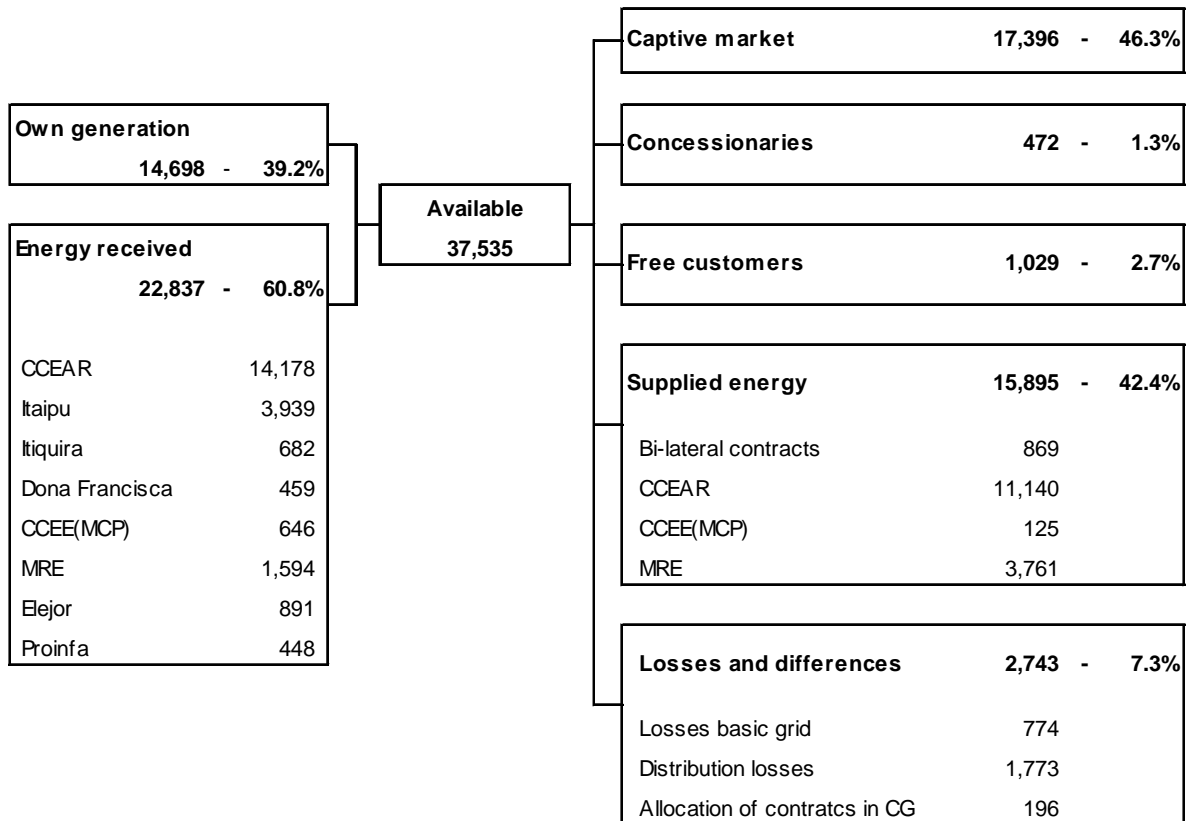 Own generation
14,698 - 39.2%
Energy received
22,837 - 60.8%
CCEAR 14,178
Itaipu 3,939
Itiquira 682
Dona Francisca 459
CCEE(MCP) 646
MRE 1,594
Elejor 891
Proinfa 448
Available
37,535
Captive market 17,396 - 46.3%
Concessionaries 472 - 1.3%
Free customers 1,029 - 2.7%
Supplied energy 15,895 - 42.4%
Bi-lateral contracts 869
CCEAR 11,140
CCEE(MCP) 125
MRE 3,761
Losses and differences 2,743 - 7.3%
Losses basic grid 774
Distribution losses 1,773
Allocation of contratcs in CG 196